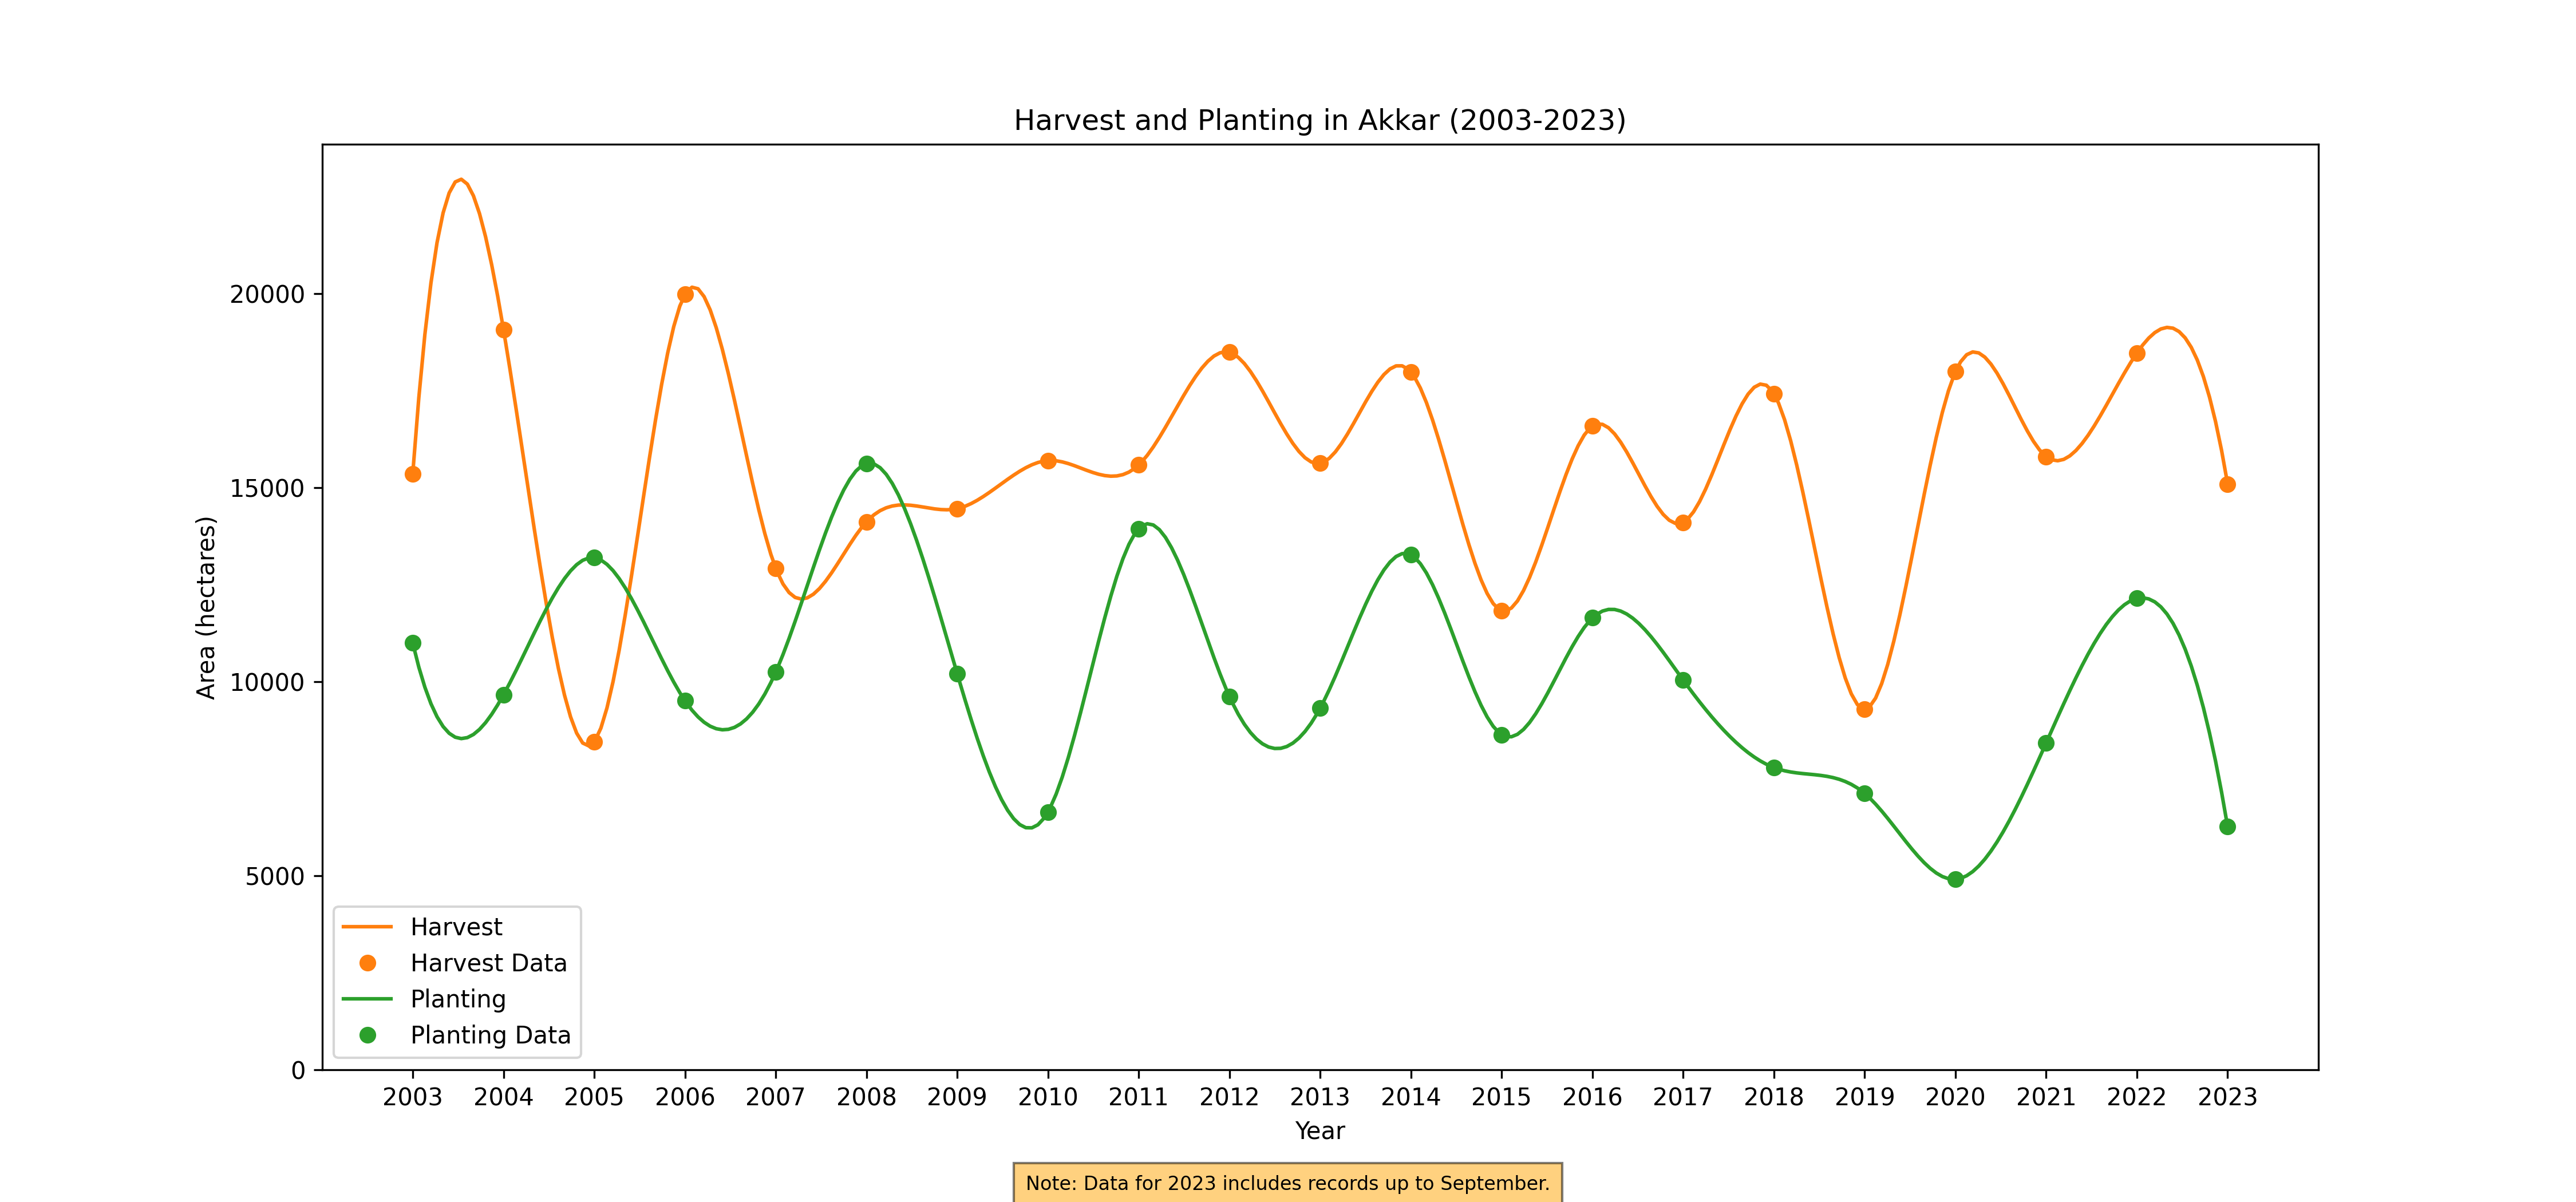 Harvest and Planting in Akkar (2003-2023)
Area (hectares)
20000
15000
10000
5000
0
Harvest
Harvest Data
Planting
Planting Data
2003 2004 2005 2006 2007 2008 2009 2010 2011 2012 2013 2014 2015 2016 2017 2018 2019 2020 2021 2022 2023
Year
Note: Data for 2023 includes records up to September.